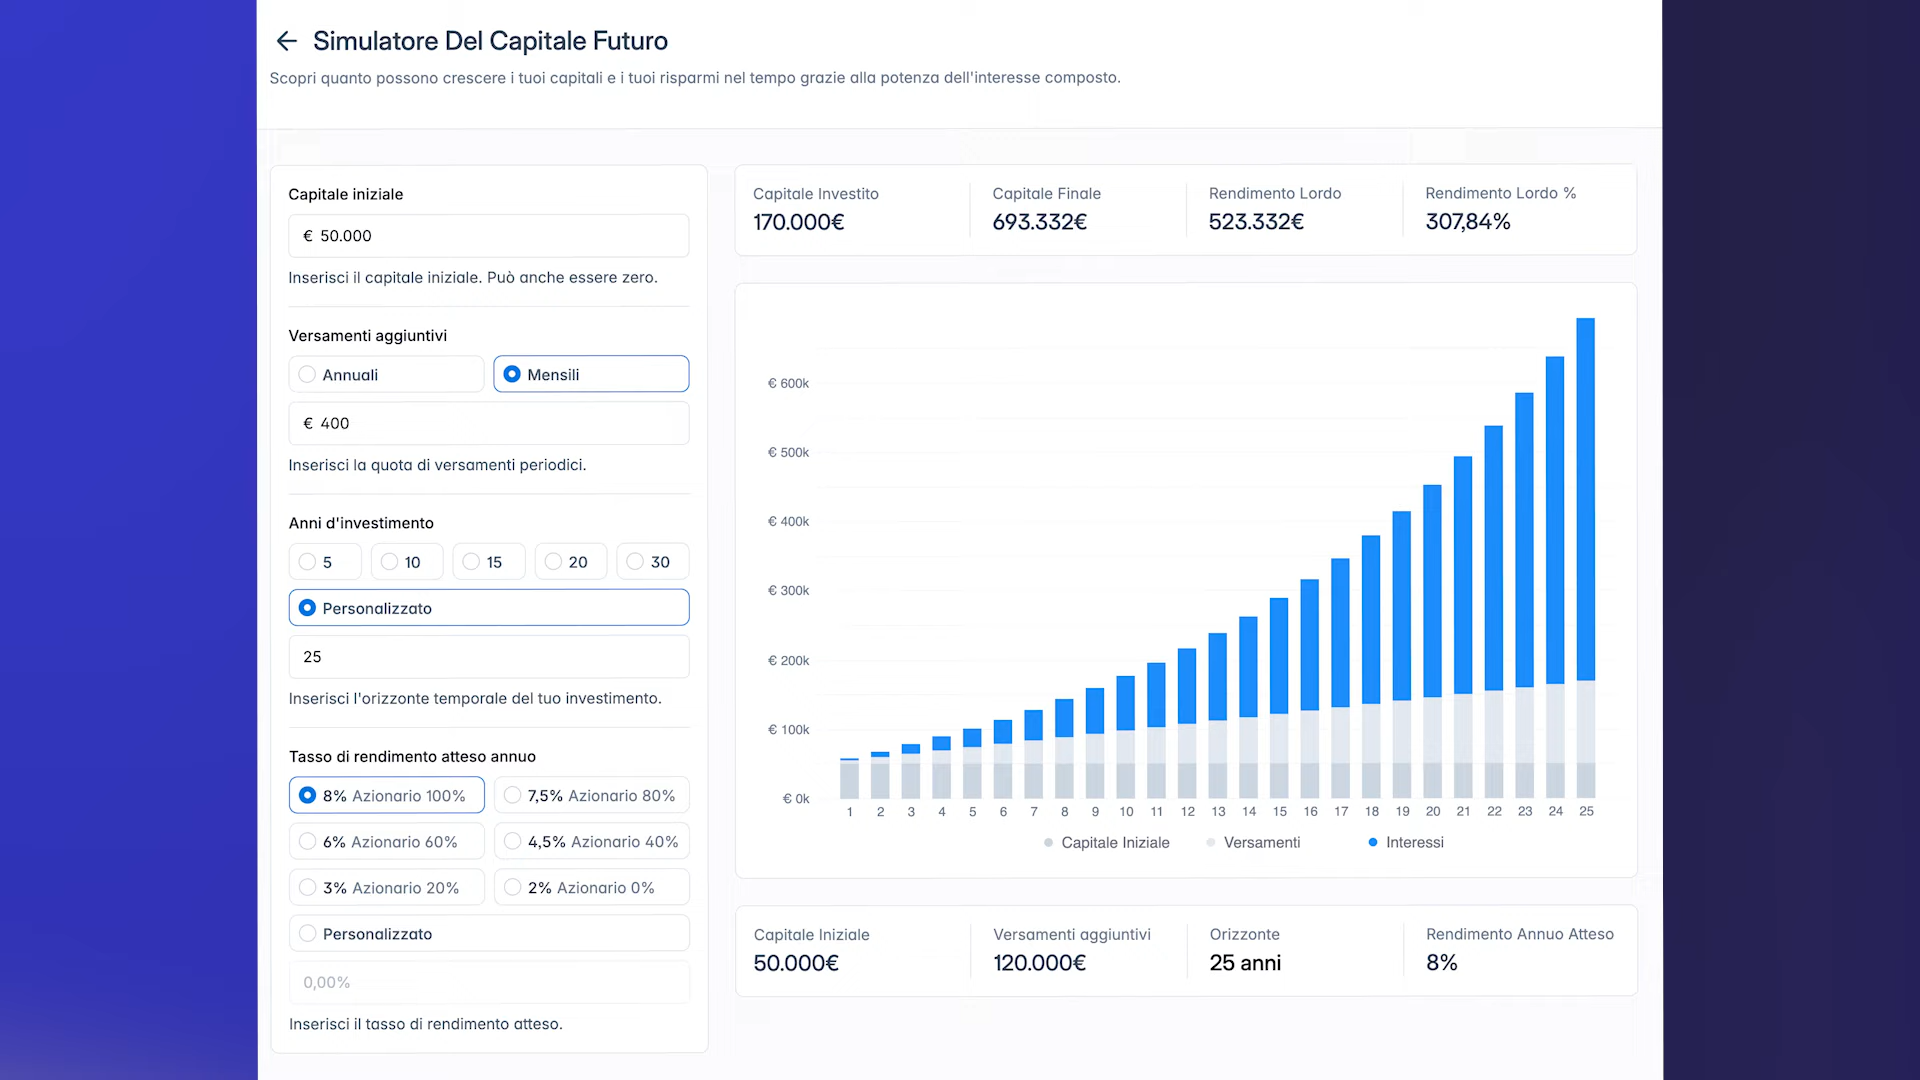 Simulatore Del Capitale Futuro
Scopri quanto possono crescere i tuoi capitali e i tuoi risparmi nel tempo grazie alla potenza dell'interesse composto.
Capitale iniziale
€ 50.000
Inserisci il capitale iniziale. Può anche essere zero.
Versamenti aggiuntivi
Annuali
Mensili
€ 400
Inserisci la quota di versamenti periodici.
Anni d'investimento
5 10 15 20 30
Personalizzato
25
Inserisci l'orizzonte temporale del tuo investimento.
Tasso di rendimento atteso annuo
8% Azionario 100%
7,5% Azionario 80%
6% Azionario 60%
4,5% Azionario 40%
3% Azionario 20%
2% Azionario 0%
Personalizzato
0,00%
Inserisci il tasso di rendimento atteso.
Capitale Investito
170.000€
Capitale Finale
693.332€
Rendimento Lordo
523.332€
Rendimento Lordo %
307,84%
€ 600k
€ 500k
€ 400k
€ 300k
€ 200k
€ 100k
€ 0k
1 2 3 4 5 6 7 8 9 10 11 12 13 14 15 16 17 18 19 20 21 22 23 24 25
Capitale Iniziale Versamenti Interessi
Capitale Iniziale
50.000€
Versamenti aggiuntivi
120.000€
Orizzonte
25 anni
Rendimento Annuo Atteso
8%